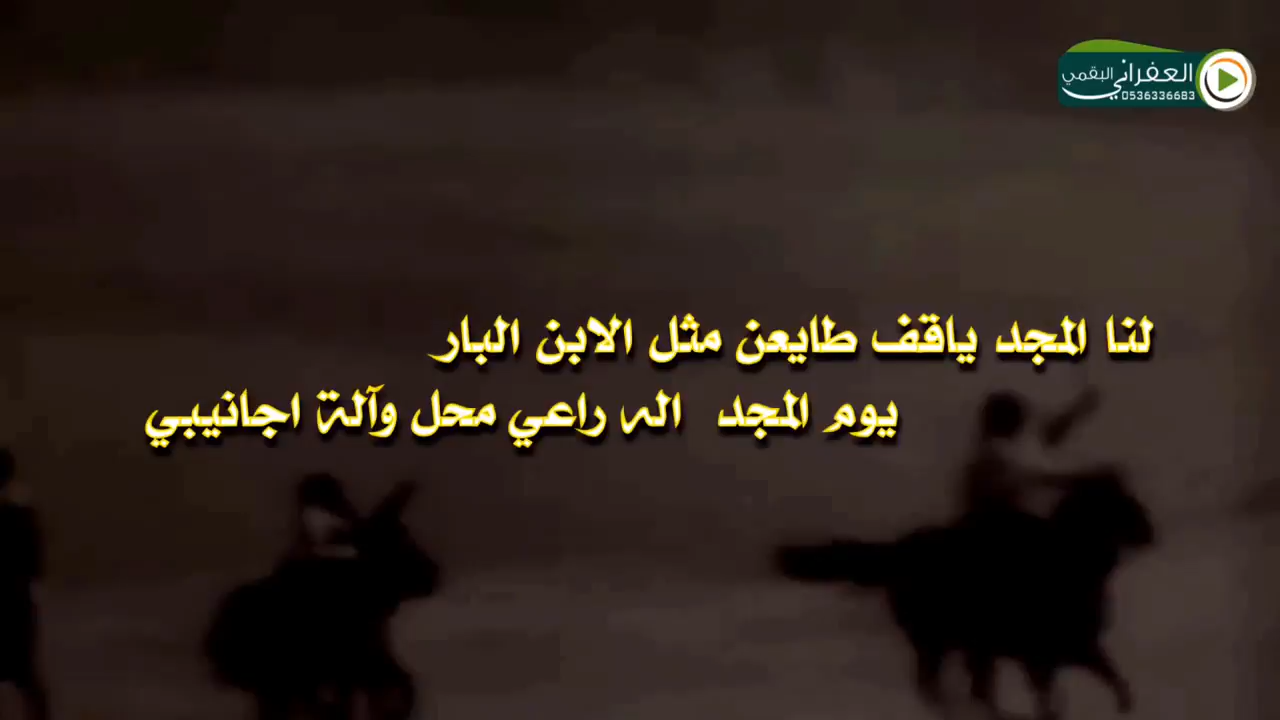 العفراني البقمي
0536336683
لنا المجد ياقف طايعن مثل الابن البار
يوم المجد اله راعي محل وآلة اجانيبي